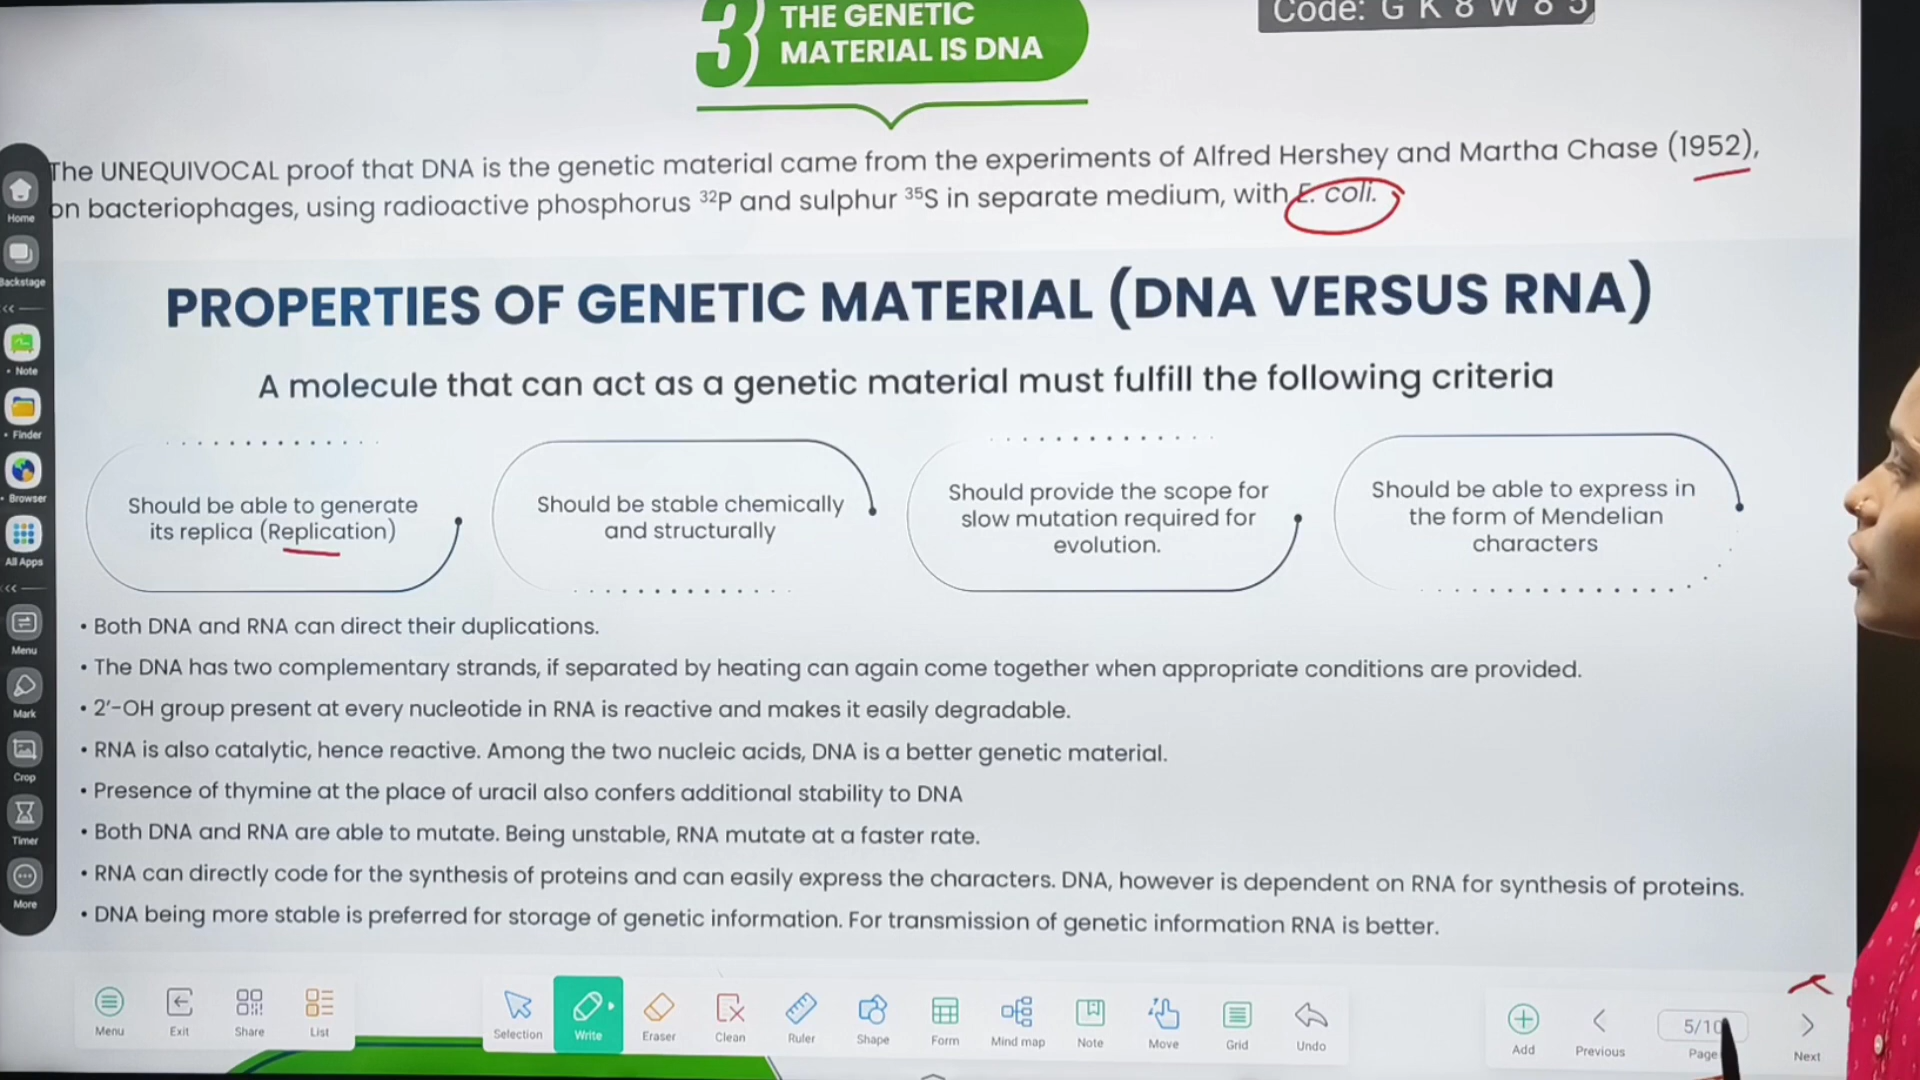 3 THE GENETIC
MATERIAL IS DNA
Code: G K 8 W 8 5
The UNEQUIVOCAL proof that DNA is the genetic material came from the experiments of Alfred Hershey and Martha Chase (1952),
on bacteriophages, using radioactive phosphorus ³²P and sulphur ³⁵S in separate medium, with E. coli.
PROPERTIES OF GENETIC MATERIAL (DNA VERSUS RNA)
A molecule that can act as a genetic material must fulfill the following criteria
Should be able to generate
its replica (Replication)
Should be stable chemically
and structurally
Should provide the scope for
slow mutation required for
evolution.
Should be able to express in
the form of Mendelian
characters
• Both DNA and RNA can direct their duplications.
• The DNA has two complementary strands, if separated by heating can again come together when appropriate conditions are provided.
• 2’-OH group present at every nucleotide in RNA is reactive and makes it easily degradable.
• RNA is also catalytic, hence reactive. Among the two nucleic acids, DNA is a better genetic material.
• Presence of thymine at the place of uracil also confers additional stability to DNA
• Both DNA and RNA are able to mutate. Being unstable, RNA mutate at a faster rate.
• RNA can directly code for the synthesis of proteins and can easily express the characters. DNA, however is dependent on RNA for synthesis of proteins.
• DNA being more stable is preferred for storage of genetic information. For transmission of genetic information RNA is better.
Home
Backstage
Note
Finder
Browser
All Apps
Menu
Mark
Crop
Timer
More
Menu
Exit
Share
List
Selection
Write
Eraser
Clean
Ruler
Shape
Form
Mind map
Note
Move
Grid
Undo
Add
Previous
5/10
Page
Next